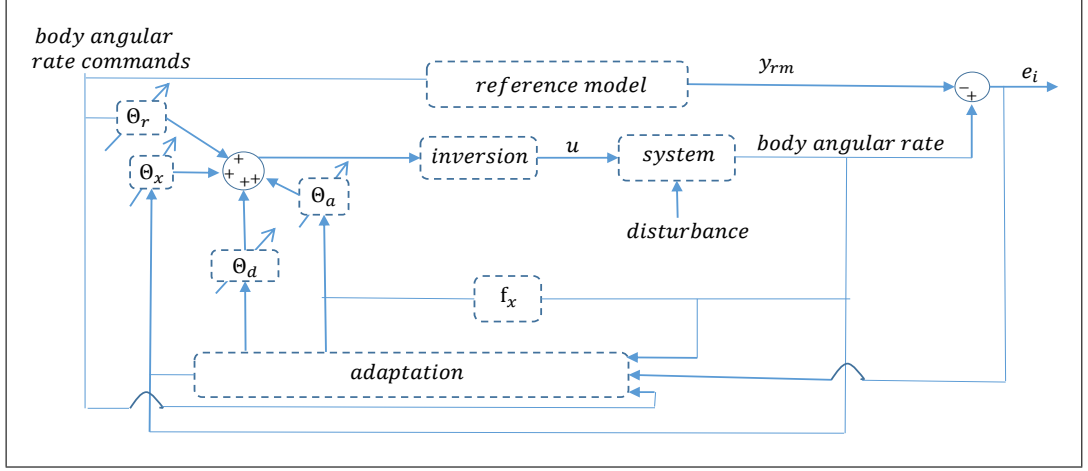 body angular
rate commands
reference model
y_rm
e_i
−
+
Θ_r
+
+
++
inversion
u
system
body angular rate
Θ_x
Θ_a
disturbance
Θ_d
f_x
adaptation